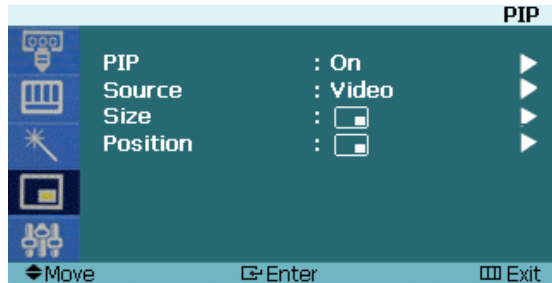 PIP
PIP : On
Source : Video
Size :
Position :
Move Enter Exit